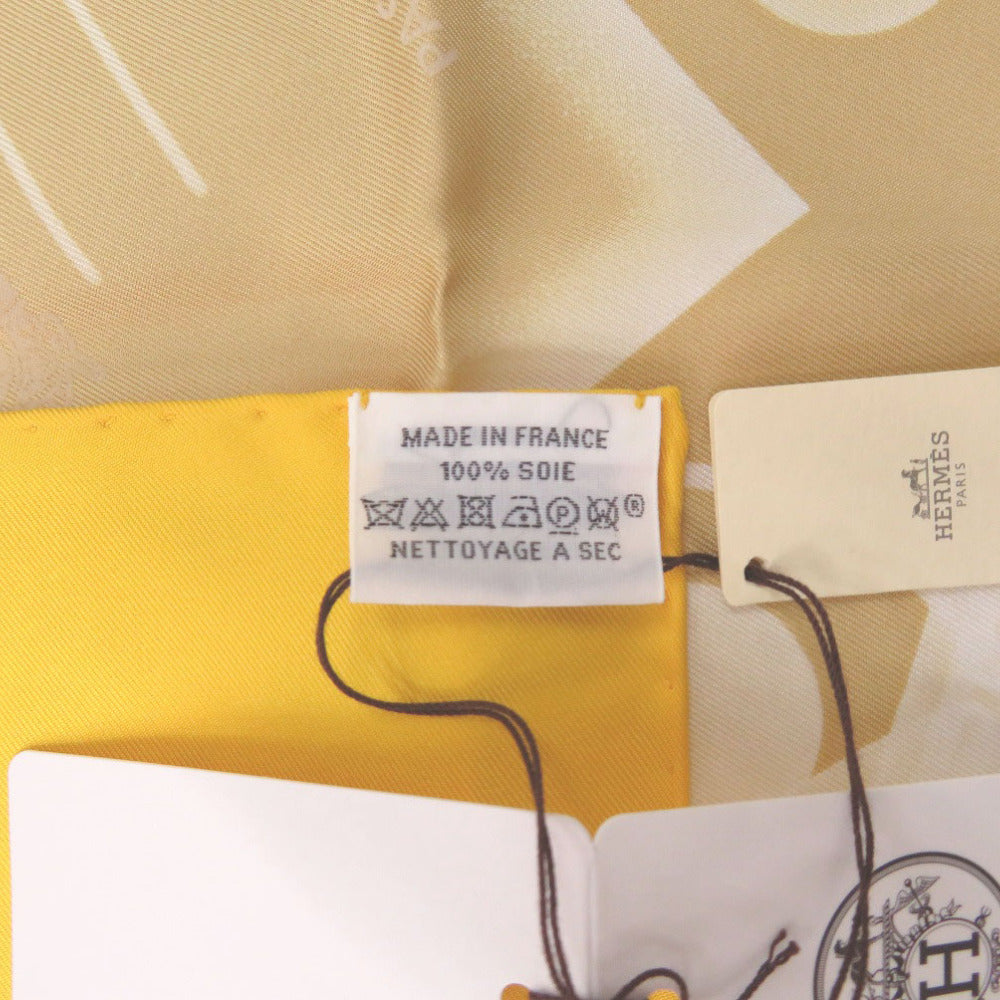 MADE IN FRANCE
100% SOIE
P W ®
NETTOYAGE A SEC
HERMÈS
PARIS
H